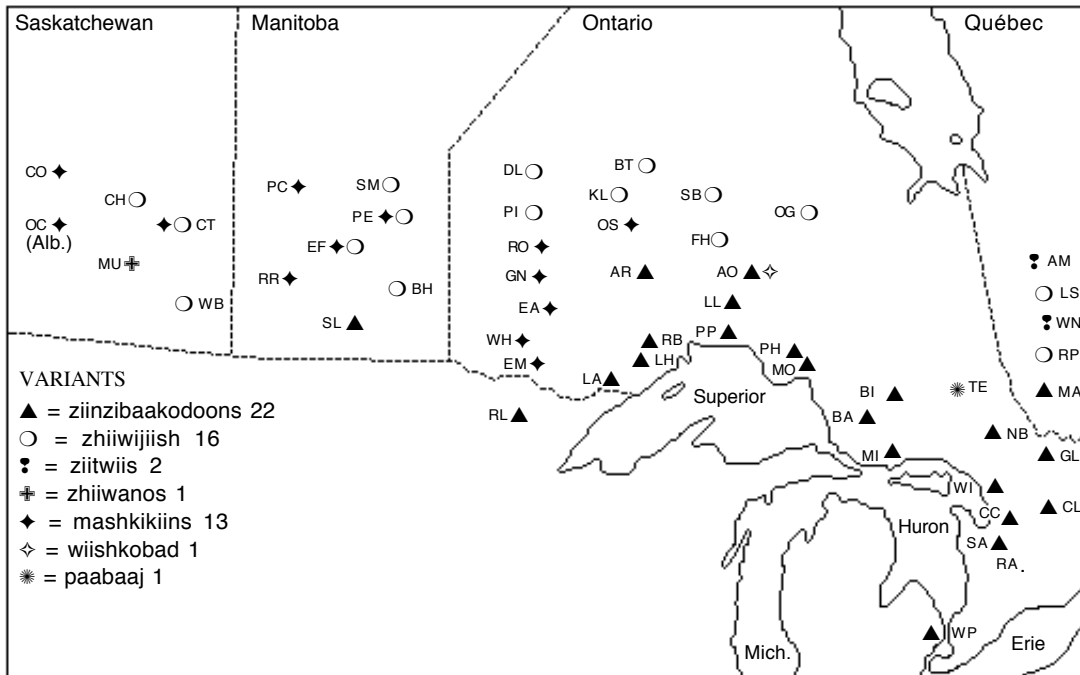 Saskatchewan
Manitoba
Ontario
Québec
CO
CH
OC
(Alb.)
CT
MU
WB
PC
SM
PE
EF
RR
BH
SL
DL
BT
KL
SB
PI
OS
OG
RO
FH
GN
AR
AO
EA
LL
WH
RB
PP
PH
EM
LH
MO
LA
RL
AM
LS
WN
RP
TE
MA
BI
BA
NB
MI
GL
WI
CC
CL
SA
RA.
WP
Superior
Huron
Mich.
Erie
VARIANTS
▲ = ziinzibaakodoons 22
○ = zhiiwijiish 16
❢ = ziitwiis 2
✙ = zhiiwanos 1
✦ = mashkikiins 13
✧ = wiishkobad 1
✺ = paabaaj 1